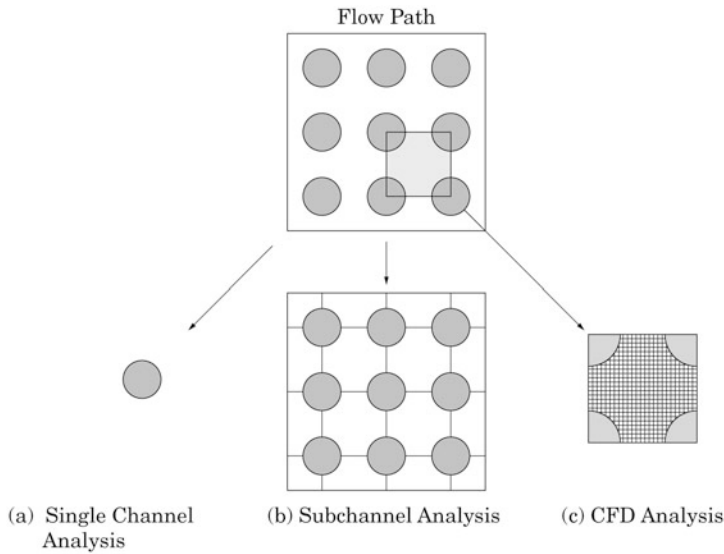 Flow Path
(a) Single Channel
Analysis
(b) Subchannel Analysis
(c) CFD Analysis